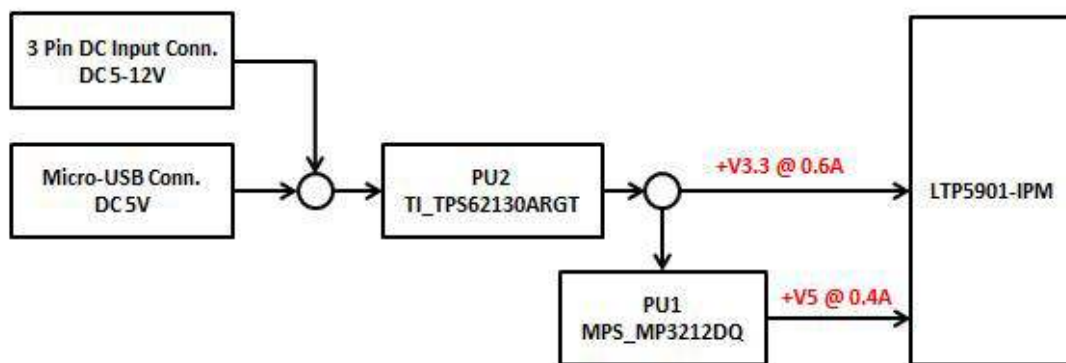 3 Pin DC Input Conn.
DC 5-12V
Micro-USB Conn.
DC 5V
PU2
TI_TPS62130ARGT
+V3.3 @ 0.6A
LTP5901-IPM
PU1
MPS_MP3212DQ
+V5 @ 0.4A